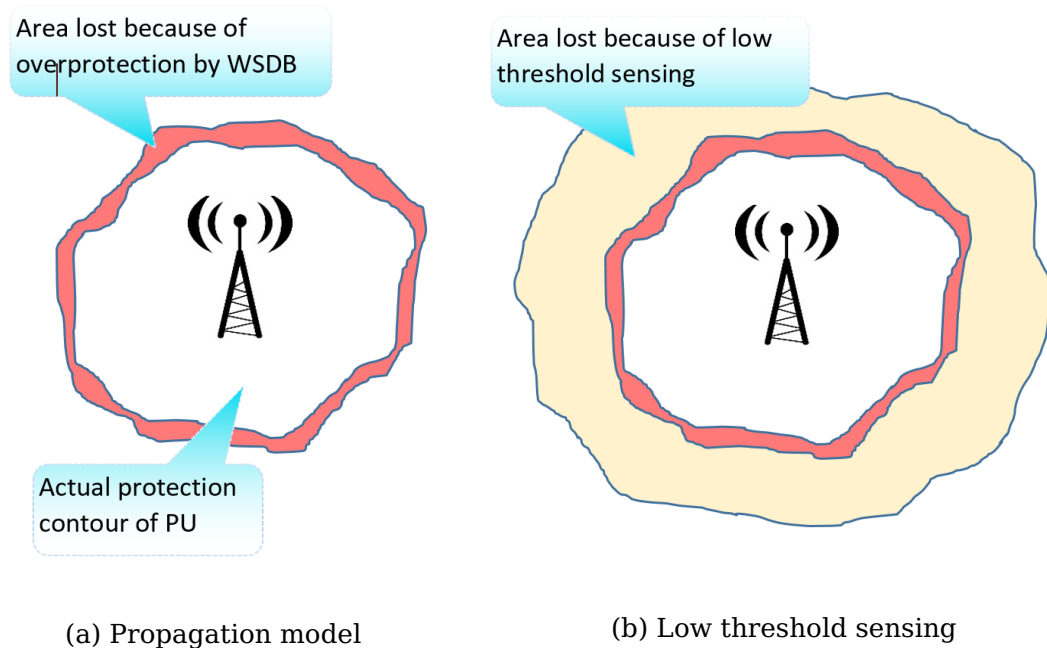 Area lost because of
overprotection by WSDB
Area lost because of low
threshold sensing
Actual protection
contour of PU
(a) Propagation model
(b) Low threshold sensing